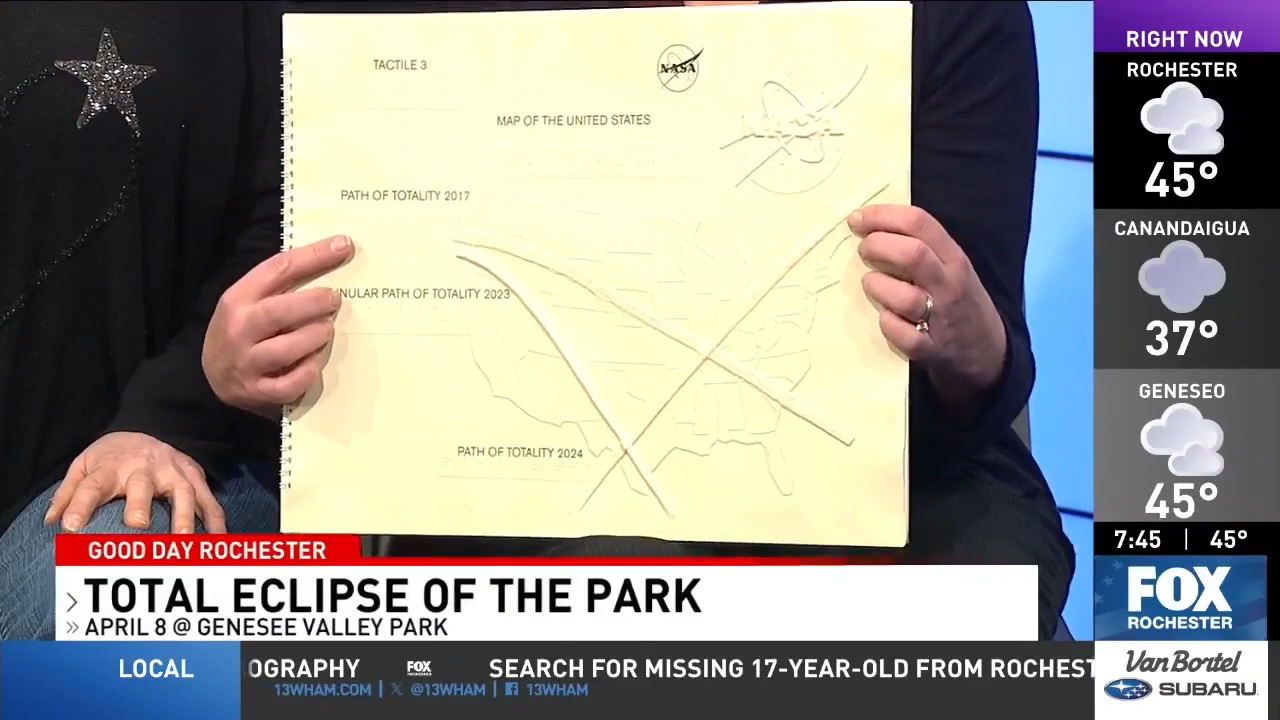 TACTILE 3
NASA
MAP OF THE UNITED STATES
NASA
PATH OF TOTALITY 2017
NULAR PATH OF TOTALITY 2023
PATH OF TOTALITY 2024
RIGHT NOW
ROCHESTER
45°
CANANDAIGUA
37°
GENESEO
45°
7:45 | 45°
FOX
ROCHESTER
Van Bortel
SUBARU
GOOD DAY ROCHESTER
TOTAL ECLIPSE OF THE PARK
APRIL 8 @ GENESEE VALLEY PARK
LOCAL
OGRAPHY FOX ROCHESTER SEARCH FOR MISSING 17-YEAR-OLD FROM ROCHEST
13WHAM.COM | X @13WHAM | 13WHAM